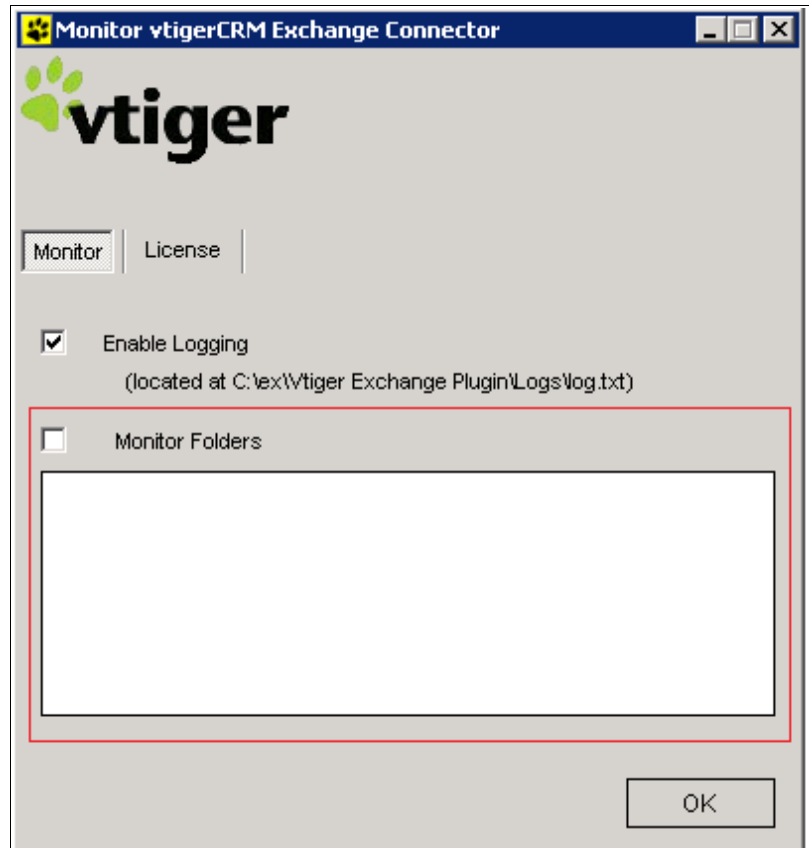 Monitor vtigerCRM Exchange Connector
vtiger
Monitor License
Enable Logging
(located at C:\ex\Vtiger Exchange Plugin\Logs\log.txt)
Monitor Folders
OK